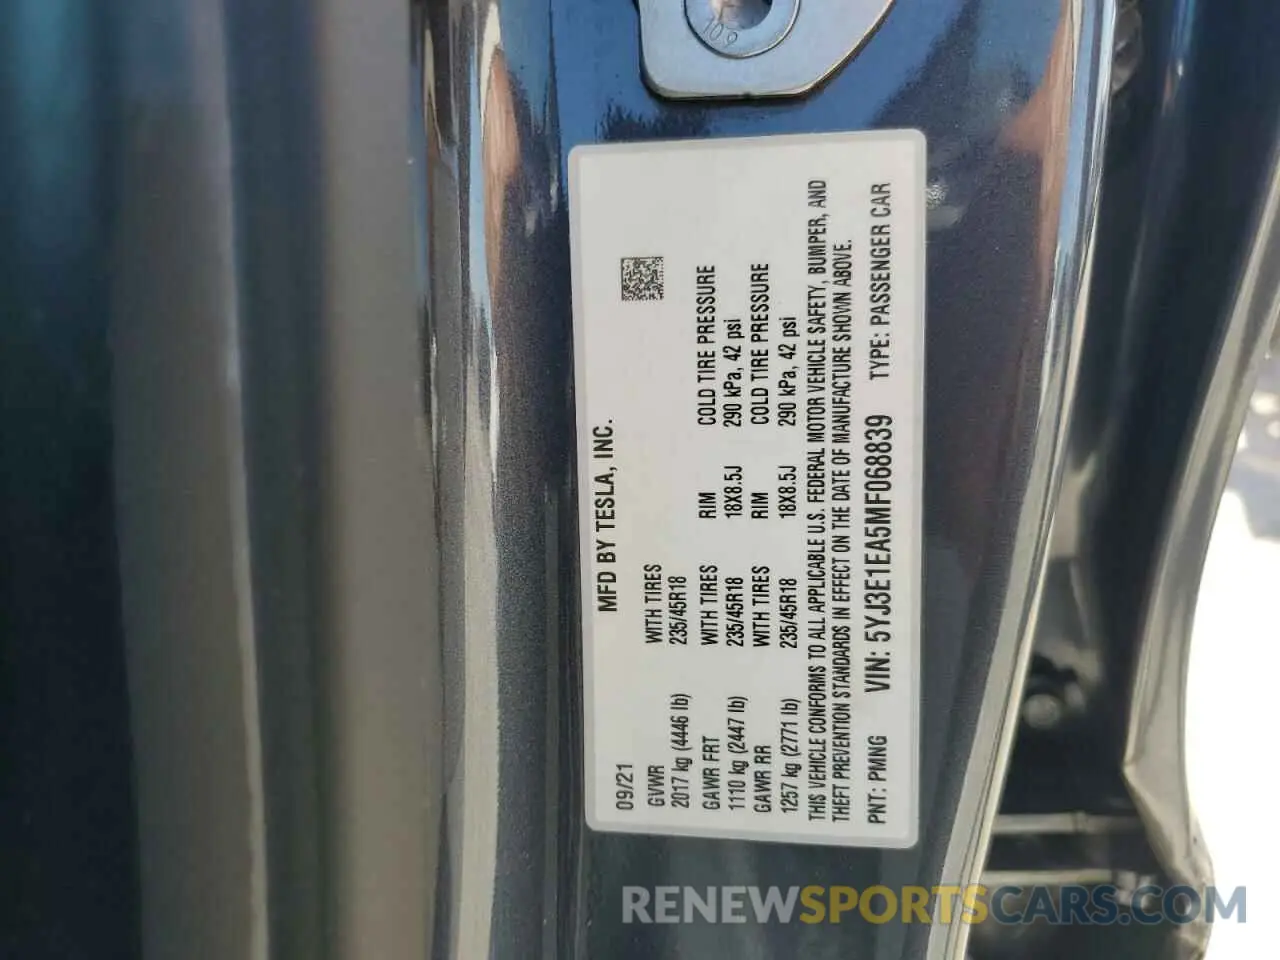 109
MFD BY TESLA, INC.
09/21
GVWR WITH TIRES
2017 kg (4446 lb) 235/45R18
GAWR FRT WITH TIRES RIM COLD TIRE PRESSURE
1110 kg (2447 lb) 235/45R18 18X8.5J 290 kPa, 42 psi
GAWR RR WITH TIRES RIM COLD TIRE PRESSURE
1257 kg (2771 lb) 235/45R18 18X8.5J 290 kPa, 42 psi
THIS VEHICLE CONFORMS TO ALL APPLICABLE U.S. FEDERAL MOTOR VEHICLE SAFETY, BUMPER, AND
THEFT PREVENTION STANDARDS IN EFFECT ON THE DATE OF MANUFACTURE SHOWN ABOVE.
PNT: PMNG VIN: 5YJ3E1EA5MF068839 TYPE: PASSENGER CAR
RENEWSPORTSCARS.COM